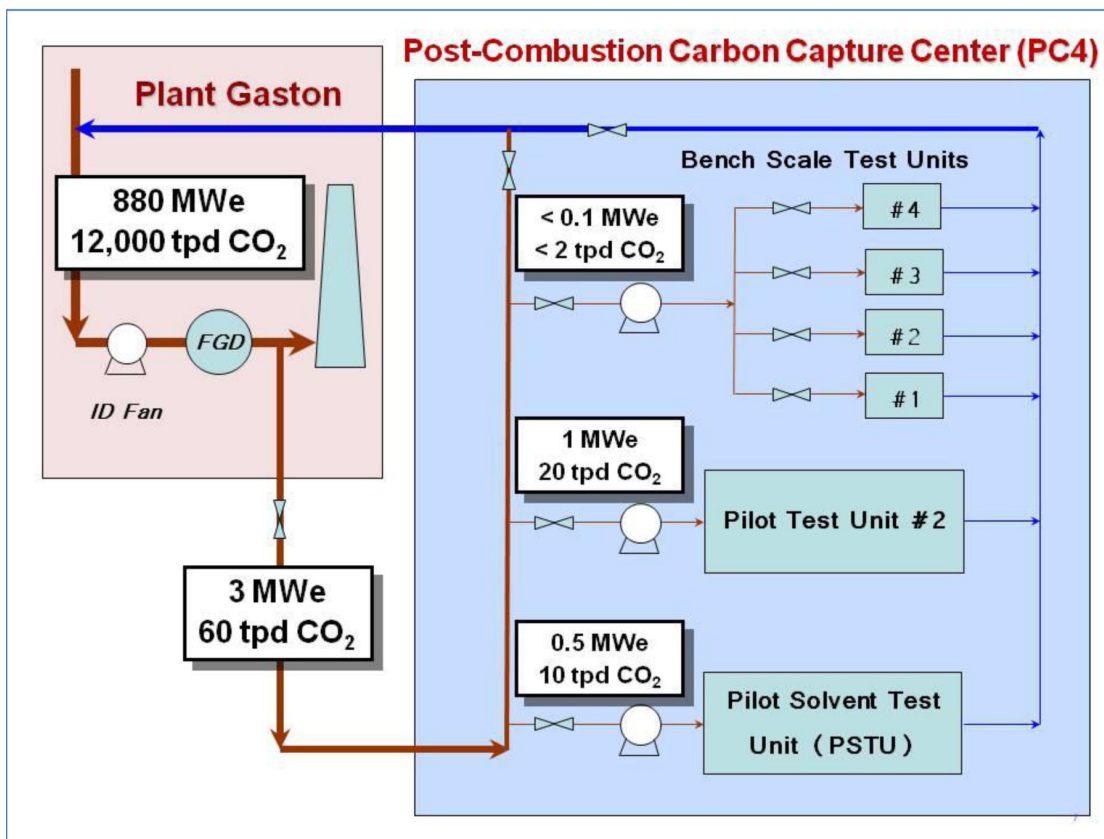 Post-Combustion Carbon Capture Center (PC4)
Plant Gaston
880 MWe
12,000 tpd CO₂
FGD
ID Fan
3 MWe
60 tpd CO₂
Bench Scale Test Units
< 0.1 MWe
< 2 tpd CO₂
#4
#3
#2
#1
1 MWe
20 tpd CO₂
Pilot Test Unit #2
0.5 MWe
10 tpd CO₂
Pilot Solvent Test
Unit (PSTU)
7